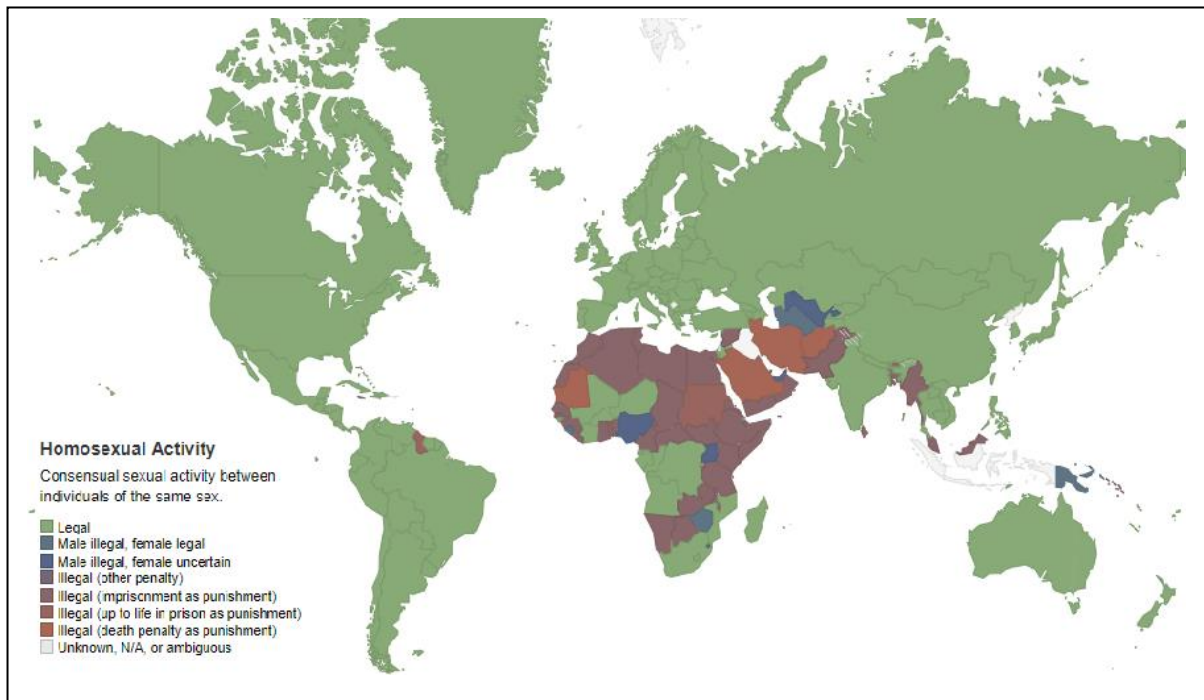 Homosexual Activity
Consensual sexual activity between
individuals of the same sex.
Legal
Male illegal, female legal
Male illegal, female uncertain
Illegal (other penalty)
Illegal (imprisonment as punishment)
Illegal (up to life in prison as punishment)
Illegal (death penalty as punishment)
Unknown, N/A, or ambiguous